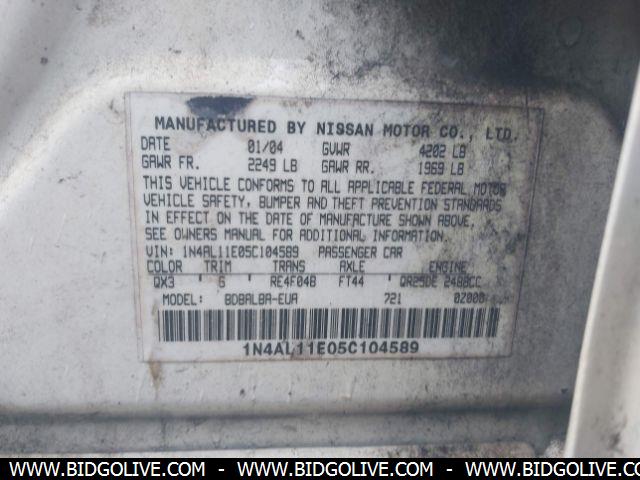 MANUFACTURED BY NISSAN MOTOR CO., LTD.
DATE 01/04 GVWR 4202 LB
GAWR FR. 2249 LB GAWR RR. 1969 LB
THIS VEHICLE CONFORMS TO ALL APPLICABLE FEDERAL MOTOR
VEHICLE SAFETY, BUMPER AND THEFT PREVENTION STANDARDS
IN EFFECT ON THE DATE OF MANUFACTURE SHOWN ABOVE.
SEE OWNERS MANUAL FOR ADDITIONAL INFORMATION.
VIN: 1N4AL11E05C104589 PASSENGER CAR
COLOR TRIM TRANS AXLE ENGINE
QX3 G RE4F04B FT44 QR25DE 2488CC
MODEL: BDBALBA-EUA 721 0Z000
1N4AL11E05C104589
WWW.BIDGOLIVE.COM - WWW.BIDGOLIVE.COM - WWW.BIDGOLIVE.COM